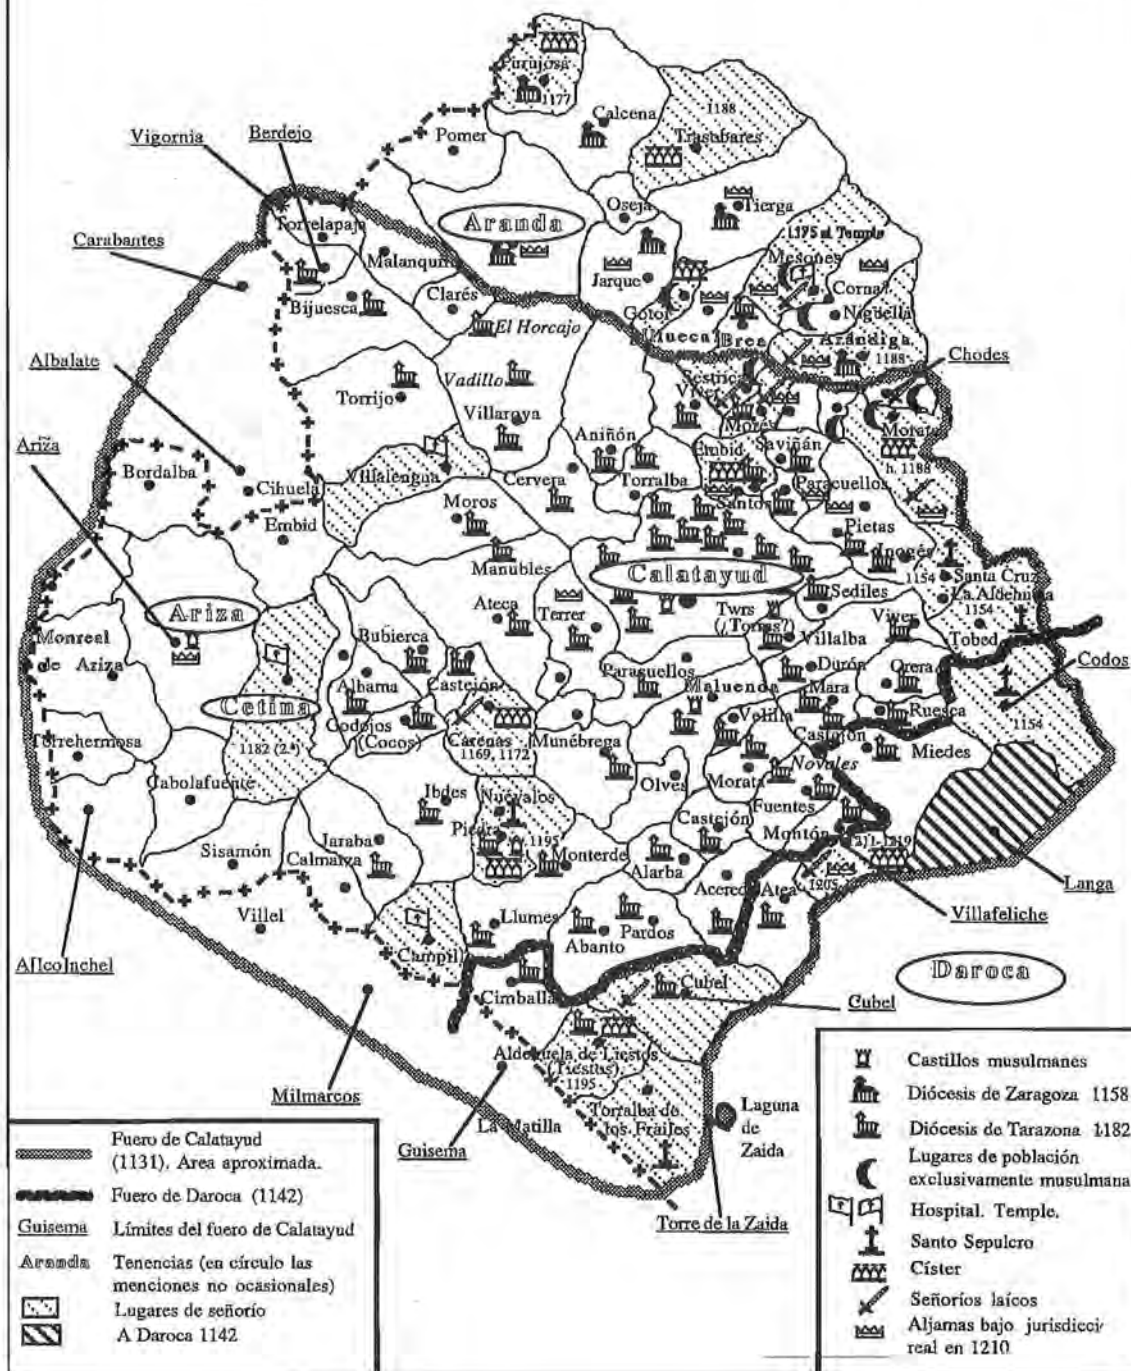 Purujosa
1177
Calcena
1188
Trasobares
Vigornia
Berdejo
Pomer
Oseja
Tierga
Torrelapaja
Aranda
1175 al Temple
Mesones
Carabantes
Malanquilla
Jarque
Bijuesca
Clarés
Gotor
Niguella
El Horcajo
Illueca
Brea
Arándiga
1188
Chodes
Albalate
Vadillo
Sestrica
Viver
Torrijo
Villaroya
Morés
Morata
Ariza
Aniñón
Embid
Saviñán
h. 1188
Bordalba
Villalengua
Cervera
Torralba
Paracuellos
Cihuela
Moros
Santos
Embid
Pietas
Manubles
Inogés
Calatayud
1154
Santa Cruz
Ariza
Ateca
Terrer
Sediles
La Aldehuela
1154
Twrs
(¿Torres?)
Viver
Monreal
de Ariza
Bubierca
Villalba
Tobed
Paracuellos
Durón
Codos
Albama
Castejón
Maluenda
Mara
Orera
Cetina
Godojos
(Cocos)
Velilla
Ruesca
1154
1182 (2.ª)
Carenas
1169, 1172
Munébrega
Castejón
Miedes
Torrehermosa
Novales
Cabolafuente
Olves
Morata
Ibdes
Nuévalos
Fuentes
Piedra
1195
Castejón
Montón
Jaraba
Sisamón
Calmarza
Monterde
Alarba
1205
Langa
Acered
Atea
Villel
Llumes
Villafeliche
Abanto
Pardos
Campil
Daroca
Cimballa
Cubel
Cubel
Aldehuela de Liestos
(Tiestos)
1195
Milmarcos
Torralba de
los Frailes
Laguna
de
Zaida
La Matilla
Guisema
Torre de la Zaida
Fuero de Calatayud
(1131). Area aproximada.
Fuero de Daroca (1142)
Guisema Límites del fuero de Calatayud
Aranda Tenencias (en círculo las
menciones no ocasionales)
Lugares de señorío
A Daroca 1142
Castillos musulmanes
Diócesis de Zaragoza 1158
Diócesis de Tarazona 1182
Lugares de población
exclusivamente musulmana
Hospital. Temple.
Santo Sepulcro
Císter
Señoríos laícos
Aljamas bajo jurisdicci
real en 1210